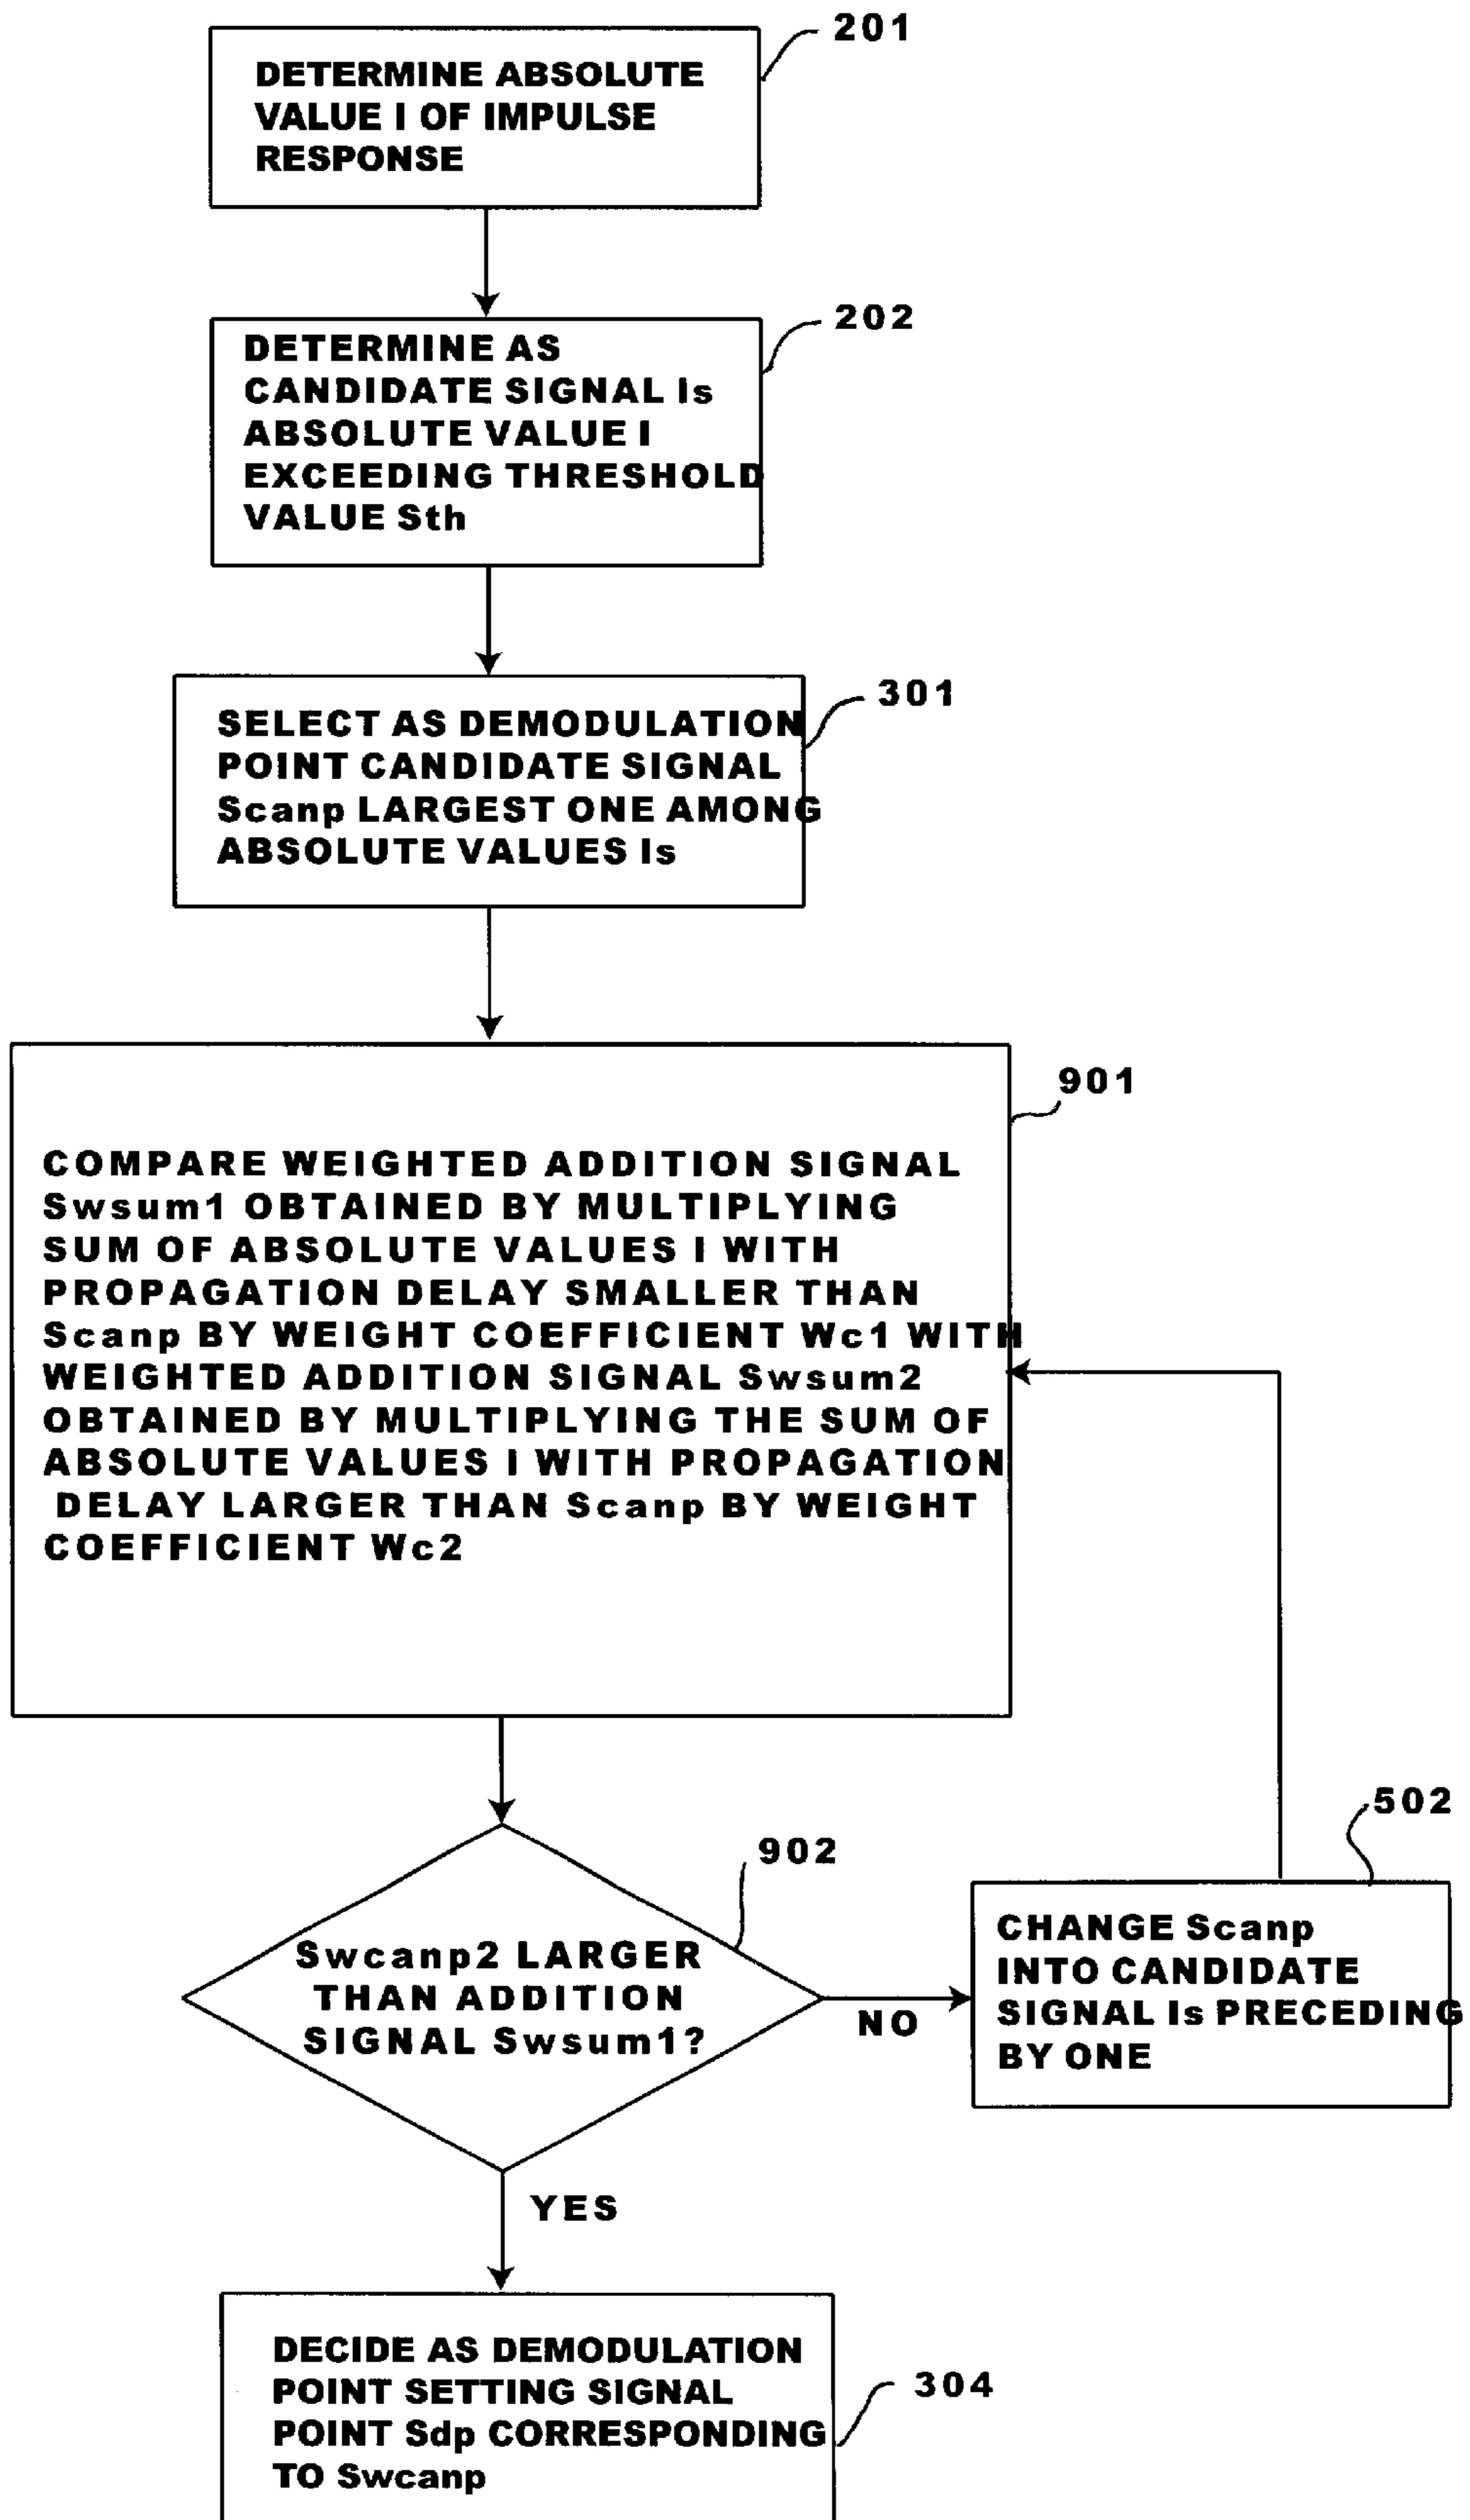 201
DETERMINE ABSOLUTE
VALUE I OF IMPULSE
RESPONSE
202
DETERMINE AS
CANDIDATE SIGNAL Is
ABSOLUTE VALUE I
EXCEEDING THRESHOLD
VALUE Sth
301
SELECT AS DEMODULATION
POINT CANDIDATE SIGNAL
Scanp LARGEST ONE AMONG
ABSOLUTE VALUES Is
901
COMPARE WEIGHTED ADDITION SIGNAL
Swsum1 OBTAINED BY MULTIPLYING
SUM OF ABSOLUTE VALUES I WITH
PROPAGATION DELAY SMALLER THAN
Scanp BY WEIGHT COEFFICIENT Wc1 WITH
WEIGHTED ADDITION SIGNAL Swsum2
OBTAINED BY MULTIPLYING THE SUM OF
ABSOLUTE VALUES I WITH PROPAGATION
DELAY LARGER THAN Scanp BY WEIGHT
COEFFICIENT Wc2
902
Swcanp2 LARGER
THAN ADDITION
SIGNAL Swsum1?
NO
502
CHANGE Scanp
INTO CANDIDATE
SIGNAL Is PRECEDING
BY ONE
YES
304
DECIDE AS DEMODULATION
POINT SETTING SIGNAL
POINT Sdp CORRESPONDING
TO Swcanp